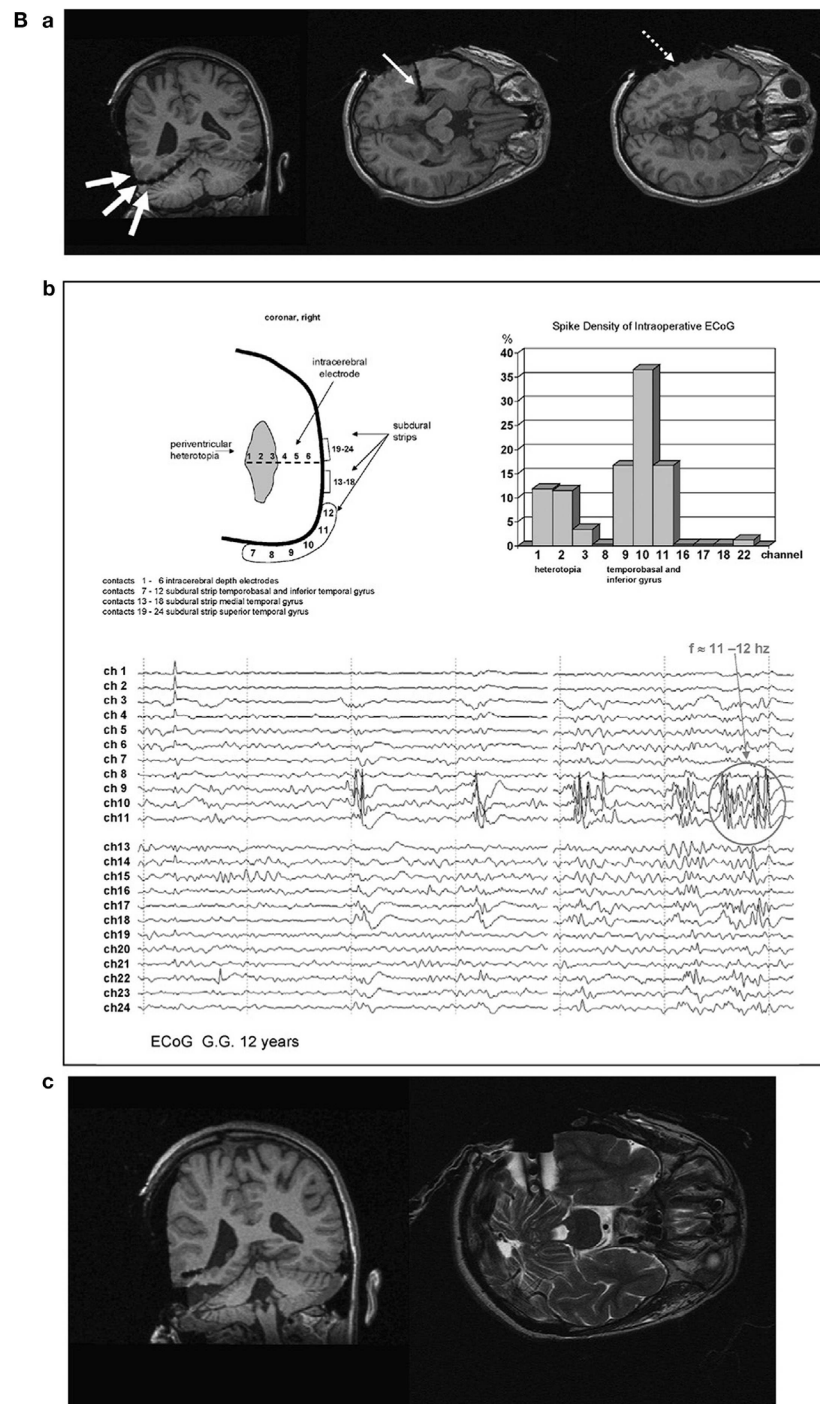 B a
b
coronar, right
intracerebral
electrode
periventricular
heterotopia
subdural
strips
19-24
13-18
1 2 3 4 5 6
12
11
10
9
8
7
contacts 1 - 6 intracerebral depth electrodes
contacts 7 - 12 subdural strip temporobasal and inferior temporal gyrus
contacts 13 - 18 subdural strip medial temporal gyrus
contacts 19 - 24 subdural strip superior temporal gyrus
Spike Density of Intraoperative ECoG
%
40
35
30
25
20
15
10
5
0
1 2 3 8 9 10 11 16 17 18 22 channel
heterotopia
temporobasal and
inferior gyrus
f ≈ 11 –12 hz
ch 1
ch 2
ch 3
ch 4
ch 5
ch 6
ch 7
ch 8
ch 9
ch10
ch11
ch13
ch14
ch15
ch16
ch17
ch18
ch19
ch20
ch21
ch22
ch23
ch24
ECoG G.G. 12 years
c